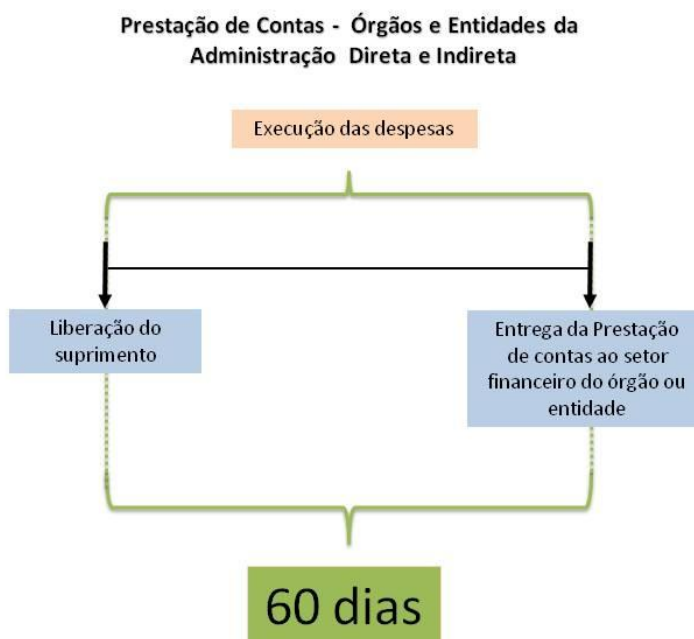 Prestação de Contas - Órgãos e Entidades da
Administração Direta e Indireta
Execução das despesas
Liberação do
suprimento
Entrega da Prestação
de contas ao setor
financeiro do órgão ou
entidade
60 dias